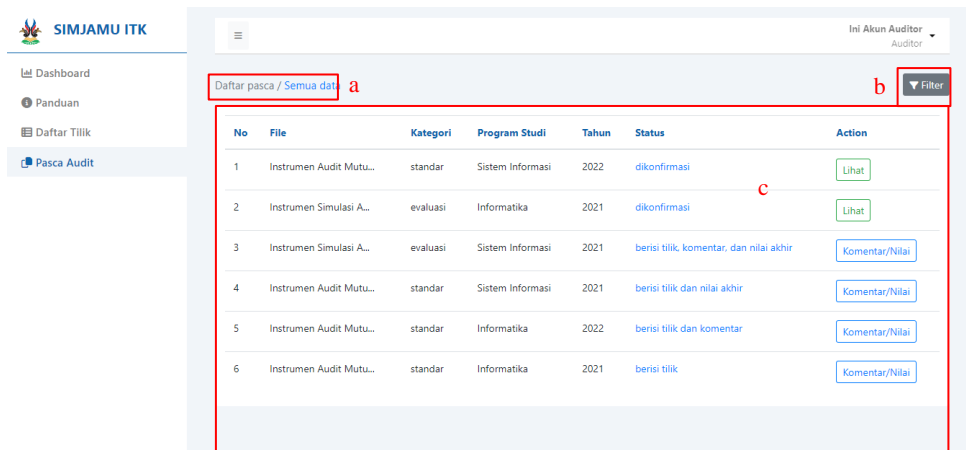 SIMJAMU ITK
Ini Akun Auditor
Auditor
Dashboard
Panduan
Daftar Tilik
Pasca Audit
Daftar pasca / Semua data
a
b
Filter
No File Kategori Program Studi Tahun Status Action
1 Instrumen Audit Mutu... standar Sistem Informasi 2022 dikonfirmasi Lihat
c
2 Instrumen Simulasi A... evaluasi Informatika 2021 dikonfirmasi Lihat
3 Instrumen Simulasi A... evaluasi Sistem Informasi 2021 berisi tilik, komentar, dan nilai akhir Komentar/Nilai
4 Instrumen Audit Mutu... standar Sistem Informasi 2021 berisi tilik dan nilai akhir Komentar/Nilai
5 Instrumen Audit Mutu... standar Informatika 2022 berisi tilik dan komentar Komentar/Nilai
6 Instrumen Audit Mutu... standar Informatika 2021 berisi tilik Komentar/Nilai